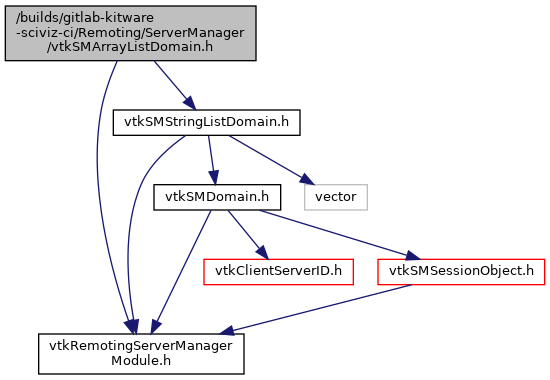 /builds/gitlab-kitware
-sciviz-ci/Remoting/ServerManager
/vtkSMArrayListDomain.h
vtkSMStringListDomain.h
vtkSMDomain.h
vector
vtkClientServerID.h
vtkSMSessionObject.h
vtkRemotingServerManager
Module.h